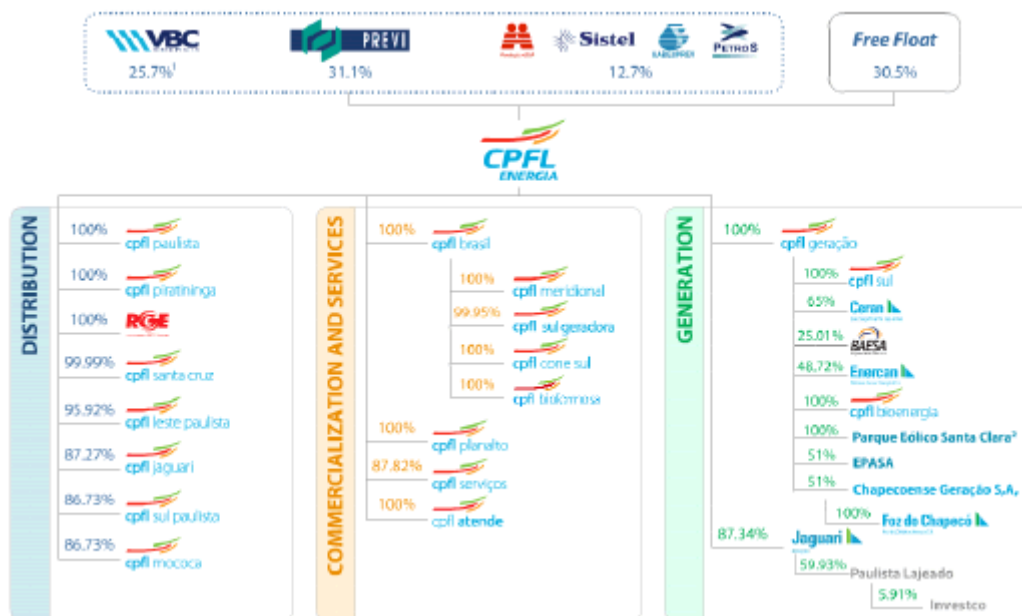 VBC
PREVI
Sistel
PETROS
Free Float
25.7%¹
31.1%
12.7%
30.5%
CPFL
ENERGIA
DISTRIBUTION
100%
cpfl paulista
100%
cpfl piratininga
100%
RGE
99.99%
cpfl santa cruz
95.92%
cpfl leste paulista
87.27%
cpfl jaguari
86.73%
cpfl sul paulista
86.73%
cpfl mococa
COMMERCIALIZATION AND SERVICES
100%
cpfl brasil
100%
cpfl meridional
99.95%
cpfl sul geradora
100%
cpfl cone sul
100%
cpfl bioformosa
100%
cpfl planalto
87.82%
cpfl serviços
100%
cpfl atende
GENERATION
100%
cpfl geração
100%
cpfl sul
65%
Ceran
25.01%
BAESA
48.72%
Enercan
100%
cpfl bioenergia
100%
Parque Eólico Santa Clara²
51%
EPASA
51%
Chapecoense Geração S.A,
100%
Foz do Chapecó
87.34%
Jaguari
59.93%
Paulista Lajeado
5.91%
Investco